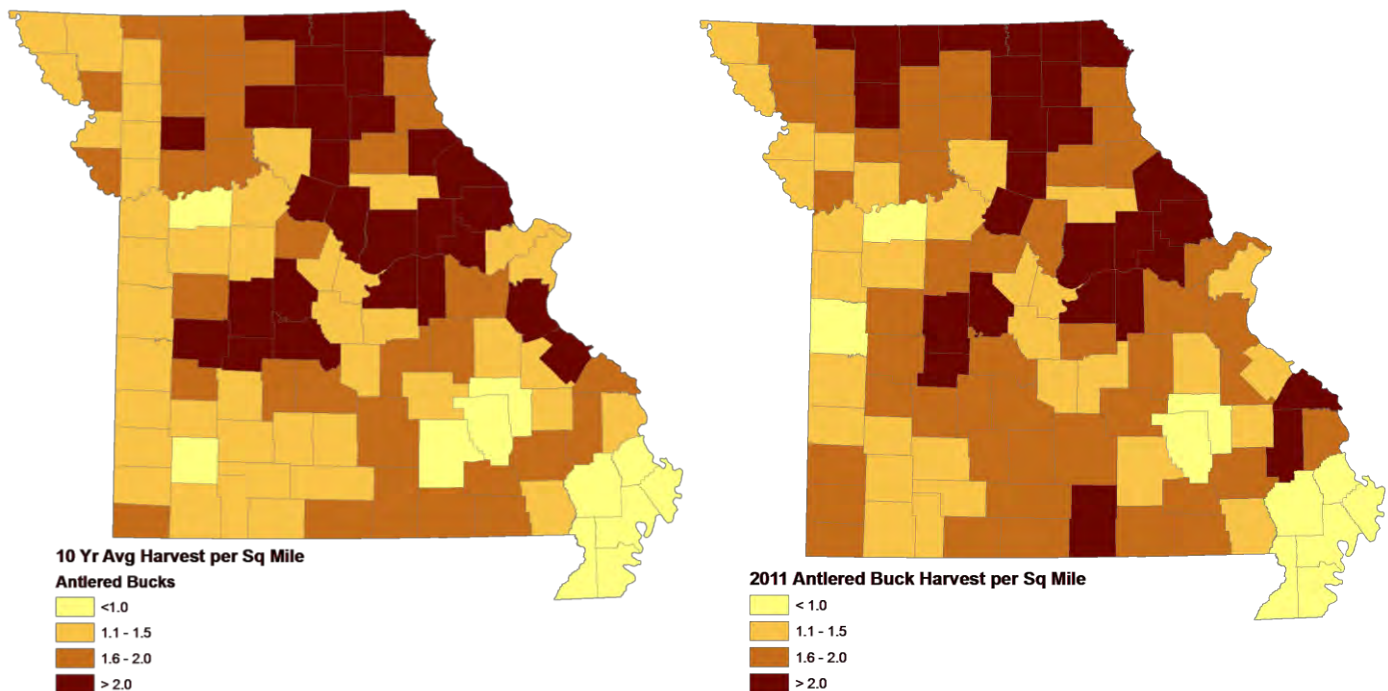 10 Yr Avg Harvest per Sq Mile
Antlered Bucks
<1.0
1.1 - 1.5
1.6 - 2.0
> 2.0
2011 Antlered Buck Harvest per Sq Mile
< 1.0
1.1 - 1.5
1.6 - 2.0
> 2.0